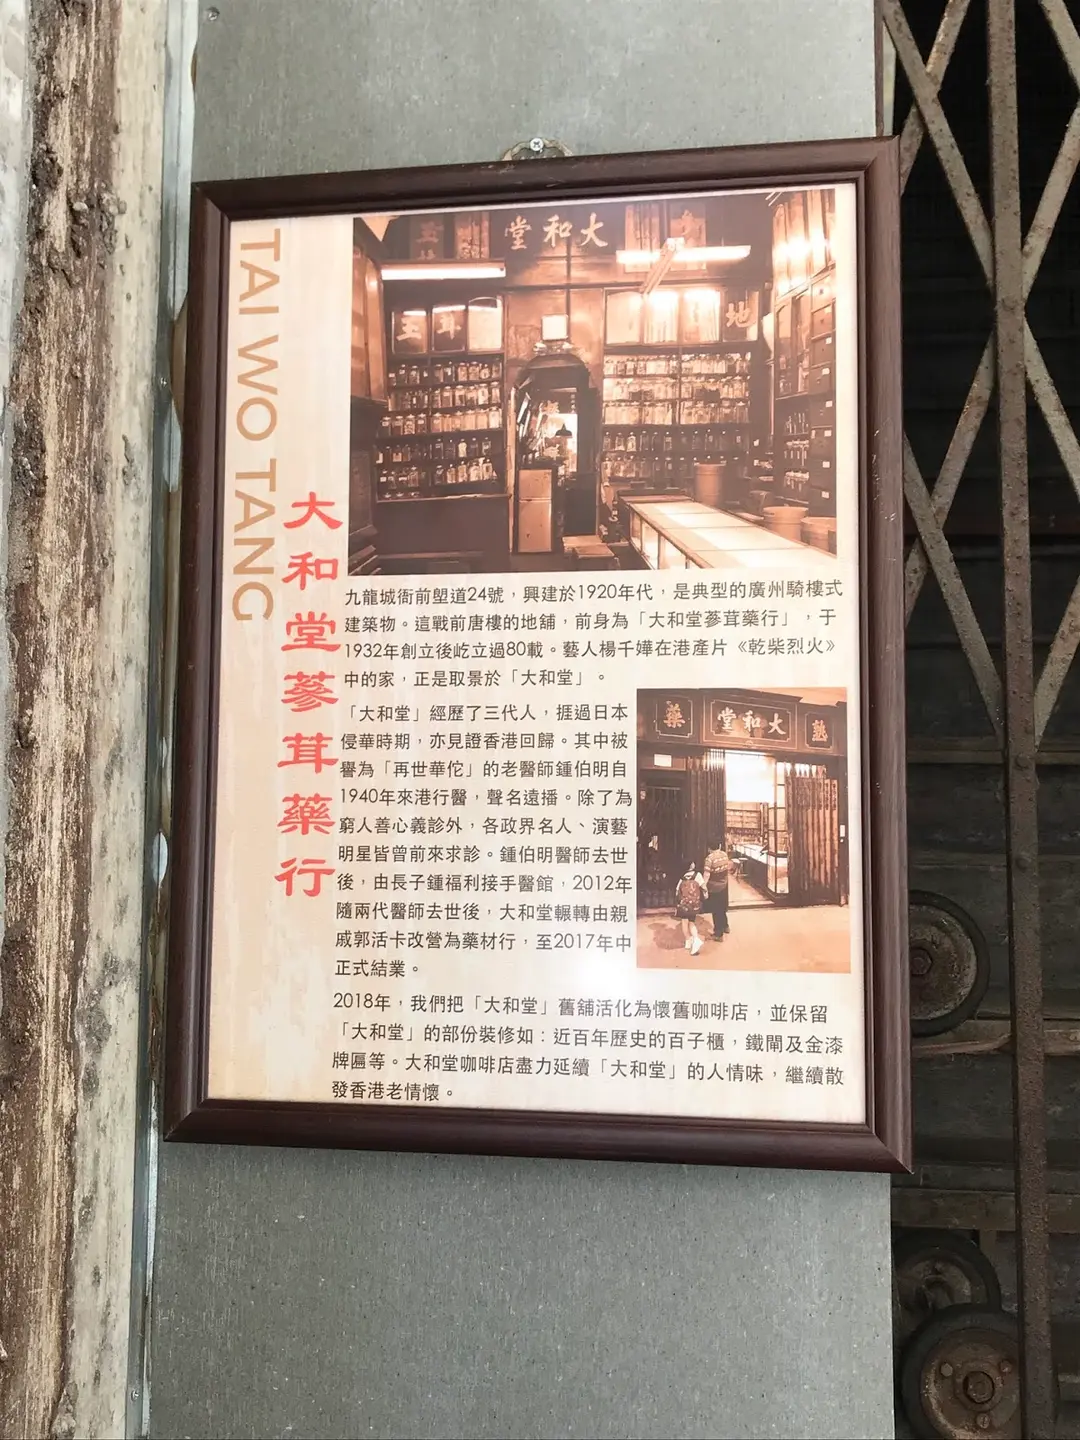 TAI WO TANG
大和堂蔘茸藥行
堂和大
茸
地
九龍城衙前塱道24號，興建於1920年代，是典型的廣州騎樓式
建築物。這戰前唐樓的地舖，前身為「大和堂蔘茸藥行」，于
1932年創立後屹立過80載。藝人楊千嬅在港產片《乾柴烈火》
中的家，正是取景於「大和堂」。
「大和堂」經歷了三代人，捱過日本
侵華時期，亦見證香港回歸。其中被
譽為「再世華佗」的老醫師鍾伯明自
1940年來港行醫，聲名遠播。除了為
窮人善心義診外，各政界名人、演藝
明星皆曾前來求診。鍾伯明醫師去世
後，由長子鍾福利接手醫館，2012年
隨兩代醫師去世後，大和堂輾轉由親
戚郭活卡改營為藥材行，至2017年中
正式結業。
藥
堂和大
熟
2018年，我們把「大和堂」舊舖活化為懷舊咖啡店，並保留
「大和堂」的部份裝修如：近百年歷史的百子櫃，鐵閘及金漆
牌匾等。大和堂咖啡店盡力延續「大和堂」的人情味，繼續散
發香港老情懷。